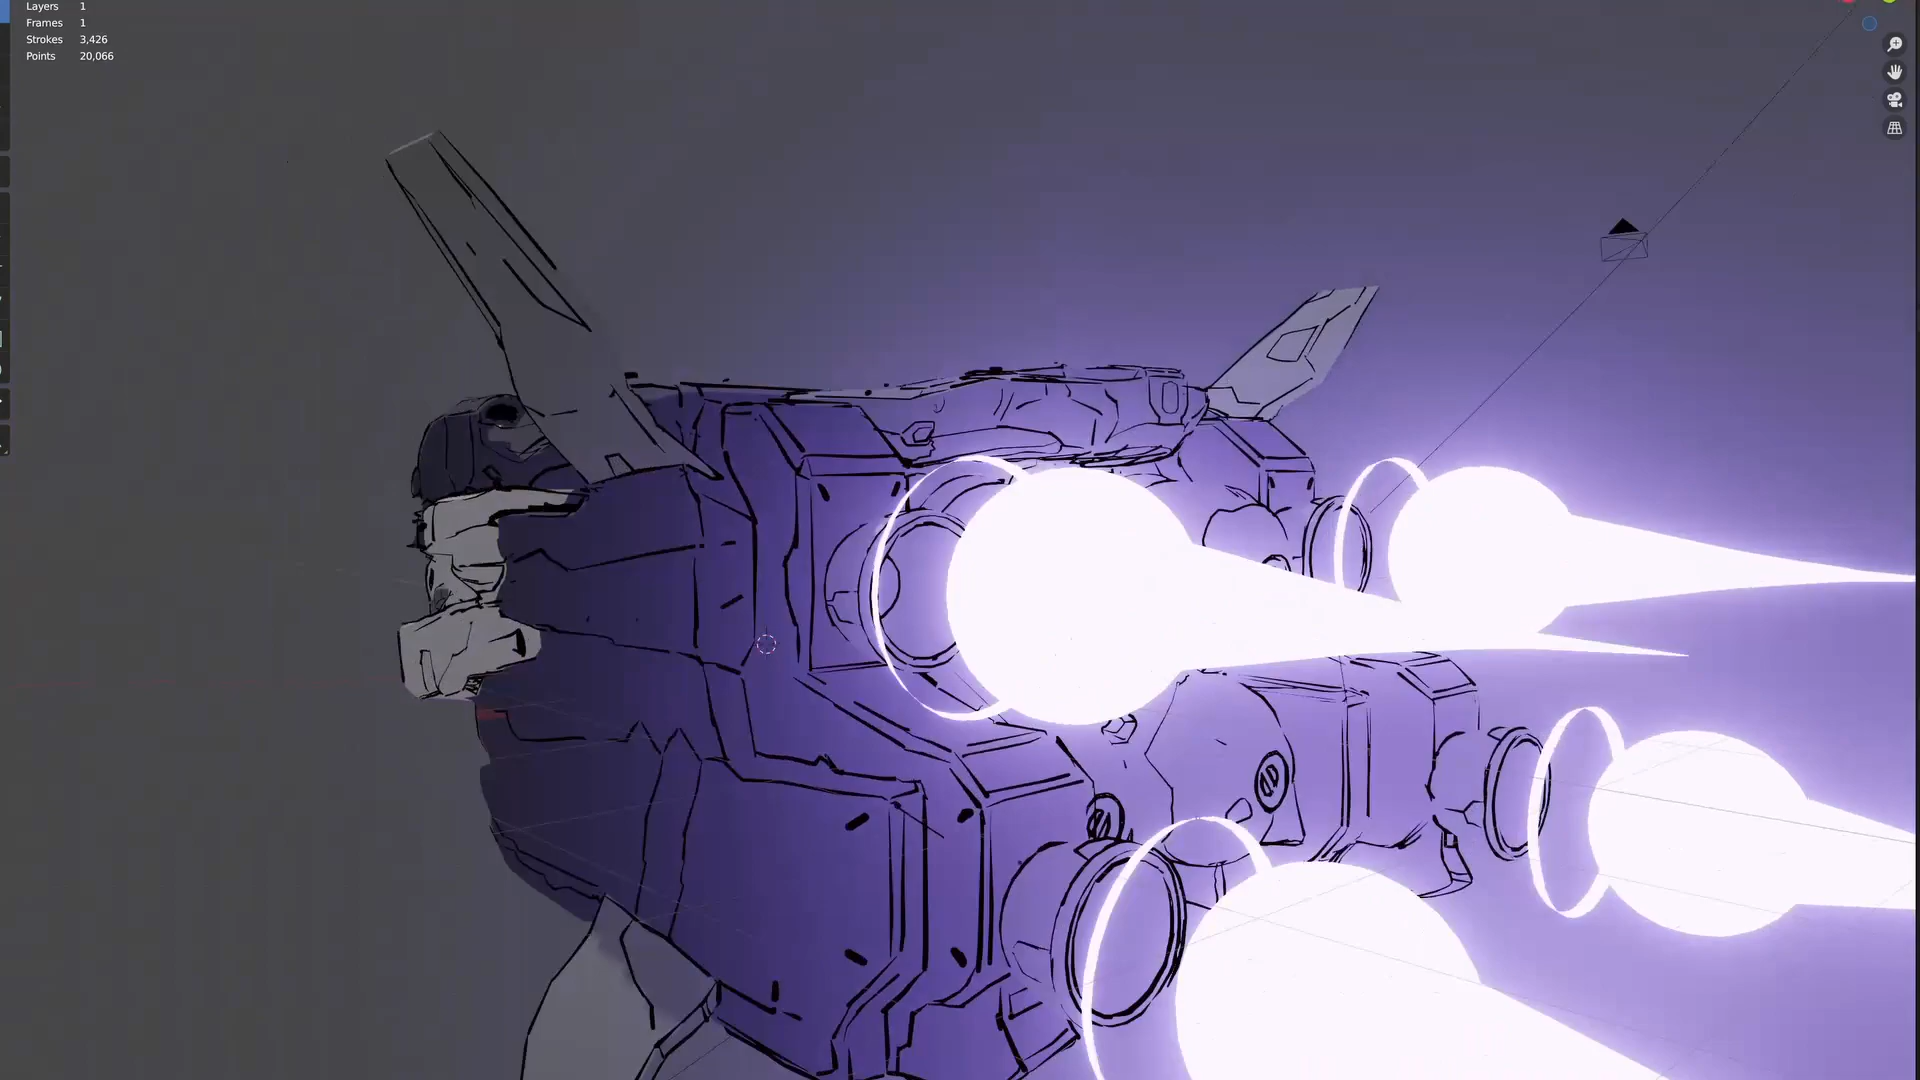 Layers 1
Frames 1
Strokes 3,426
Points 20,066